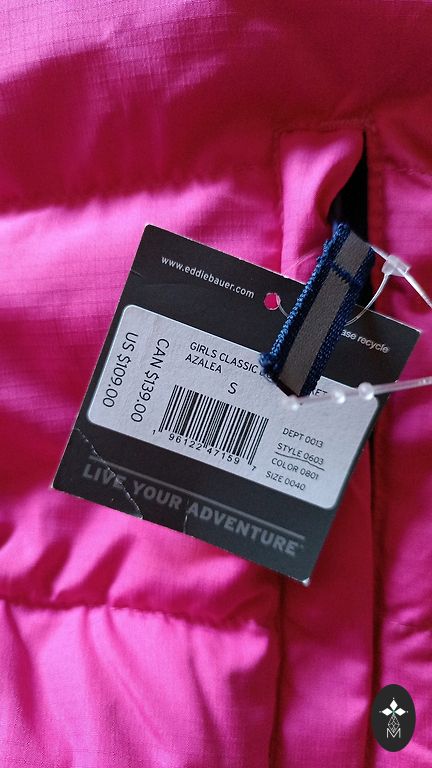 www.eddiebauer.com
ase recycle
GIRLS CLASSIC KET
AZALEA
S
CAN $139.00
US $109.00
1 96122 47159 7
DEPT 0013
STYLE 0603
COLOR 0801
SIZE 0040
LIVE YOUR ADVENTURE
M